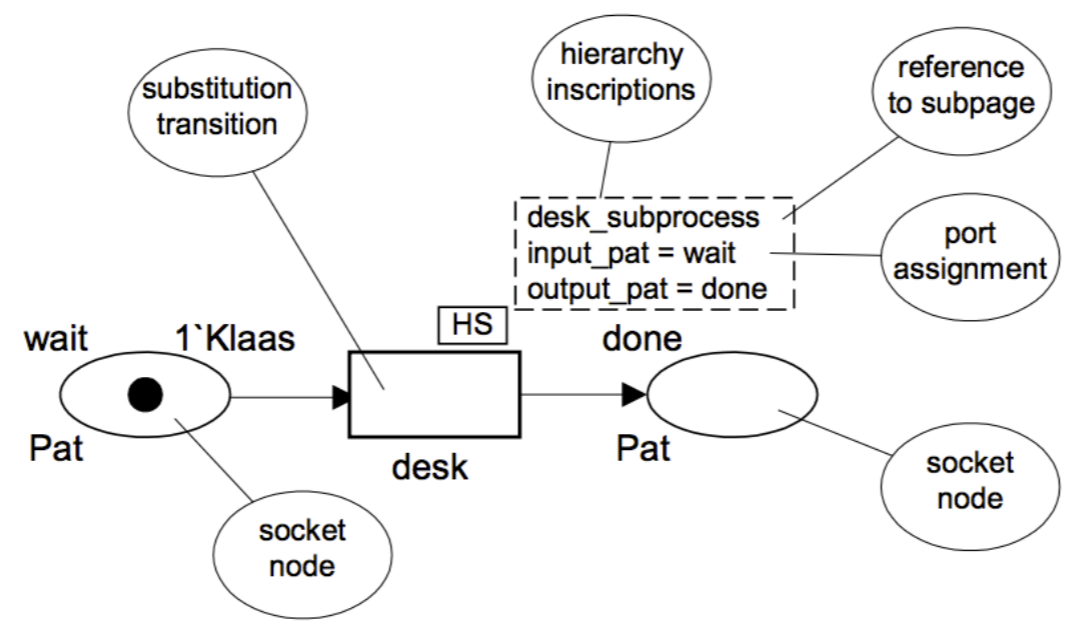 substitution
transition
hierarchy
inscriptions
reference
to subpage
desk_subprocess
input_pat = wait
output_pat = done
port
assignment
HS
wait
1`Klaas
done
Pat
desk
Pat
socket
node
socket
node